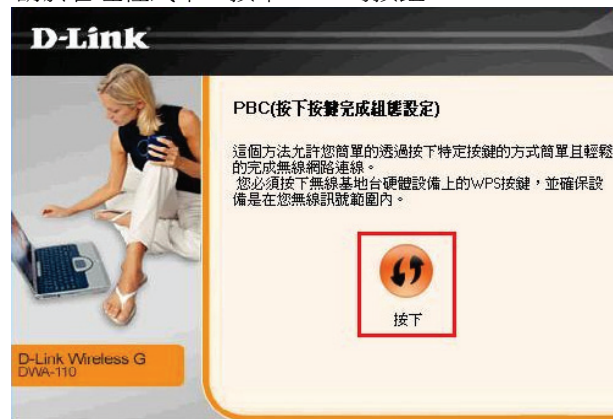 D-Link
PBC(按下按鍵完成組態設定)
這個方法允許您簡單的透過按下特定按鍵的方式簡單且輕鬆
的完成無線網路連線。
您必須按下無線基地台硬體設備上的WPS按鍵，並確保設
備是在您無線訊號範圍內。
按下
D-Link Wireless G
DWA-110